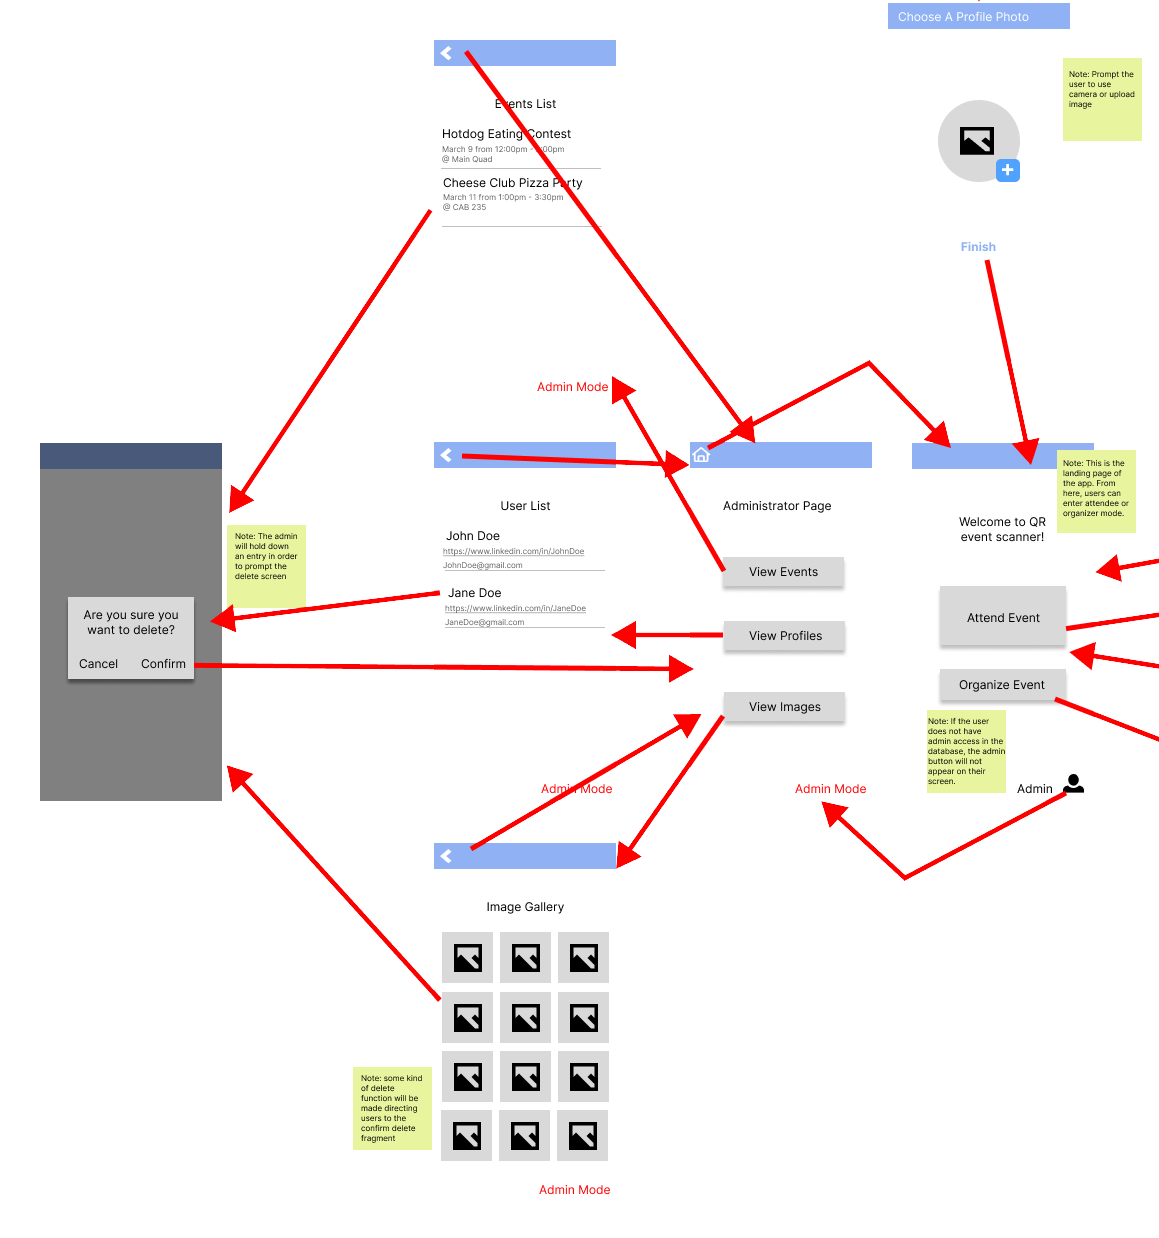 Choose A Profile Photo
Note: Prompt the
user to use
camera or upload
image
Finish
Events List
Hotdog Eating Contest
March 9 from 12:00pm - :00pm
@ Main Quad
Cheese Club Pizza Party
March 11 from 1:00pm - 3:30pm
@ CAB 235
Admin Mode
Note: The admin
will hold down
an entry in order
to prompt the
delete screen
Are you sure you
want to delete?
Cancel Confirm
User List
John Doe
https://www.linkedin.com/in/JohnDoe
JohnDoe@gmail.com
Jane Doe
https://www.linkedin.com/in/JaneDoe
JaneDoe@gmail.com
Admin Mode
Administrator Page
View Events
View Profiles
View Images
Admin Mode
Note: This is the
landing page of
the app. From
here, users can
enter attendee or
organizer mode.
Welcome to QR
event scanner!
Attend Event
Organize Event
Note: If the user
does not have
admin access in the
database, the admin
button will not
appear on their
screen.
Admin
Image Gallery
Note: some kind
of delete
function will be
made directing
users to the
confirm delete
fragment
Admin Mode